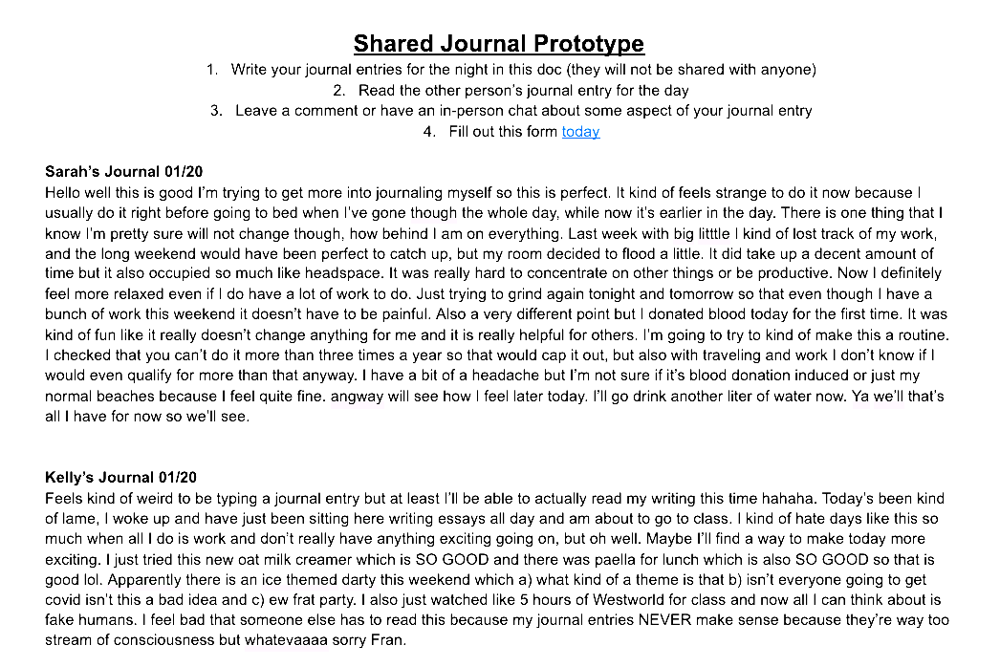 Shared Journal Prototype
1. Write your journal entries for the night in this doc (they will not be shared with anyone)
2. Read the other person's journal entry for the day
3. Leave a comment or have an in-person chat about some aspect of your journal entry
4. Fill out this form today
Sarah's Journal 01/20
Hello well this is good I'm trying to get more into journaling myself so this is perfect. It kind of feels strange to do it now because I
usually do it right before going to bed when I've gone though the whole day, while now it's earlier in the day. There is one thing that I
know I'm pretty sure will not change though, how behind I am on everything. Last week with big litttle I kind of lost track of my work,
and the long weekend would have been perfect to catch up, but my room decided to flood a little. It did take up a decent amount of
time but it also occupied so much like headspace. It was really hard to concentrate on other things or be productive. Now I definitely
feel more relaxed even if I do have a lot of work to do. Just trying to grind again tonight and tomorrow so that even though I have a
bunch of work this weekend it doesn't have to be painful. Also a very different point but I donated blood today for the first time. It was
kind of fun like it really doesn't change anything for me and it is really helpful for others. I'm going to try to kind of make this a routine.
I checked that you can't do it more than three times a year so that would cap it out, but also with traveling and work I don't know if I
would even qualify for more than that anyway. I have a bit of a headache but I'm not sure if it's blood donation induced or just my
normal beaches because I feel quite fine. angway will see how I feel later today. I'll go drink another liter of water now. Ya we'll that's
all I have for now so we'll see.
Kelly's Journal 01/20
Feels kind of weird to be typing a journal entry but at least I'll be able to actually read my writing this time hahaha. Today's been kind
of lame, I woke up and have just been sitting here writing essays all day and am about to go to class. I kind of hate days like this so
much when all I do is work and don't really have anything exciting going on, but oh well. Maybe I'll find a way to make today more
exciting. I just tried this new oat milk creamer which is SO GOOD and there was paella for lunch which is also SO GOOD so that is
good lol. Apparently there is an ice themed darty this weekend which a) what kind of a theme is that b) isn't everyone going to get
covid isn't this a bad idea and c) ew frat party. I also just watched like 5 hours of Westworld for class and now all I can think about is
fake humans. I feel bad that someone else has to read this because my journal entries NEVER make sense because they're way too
stream of consciousness but whatevaaaa sorry Fran.